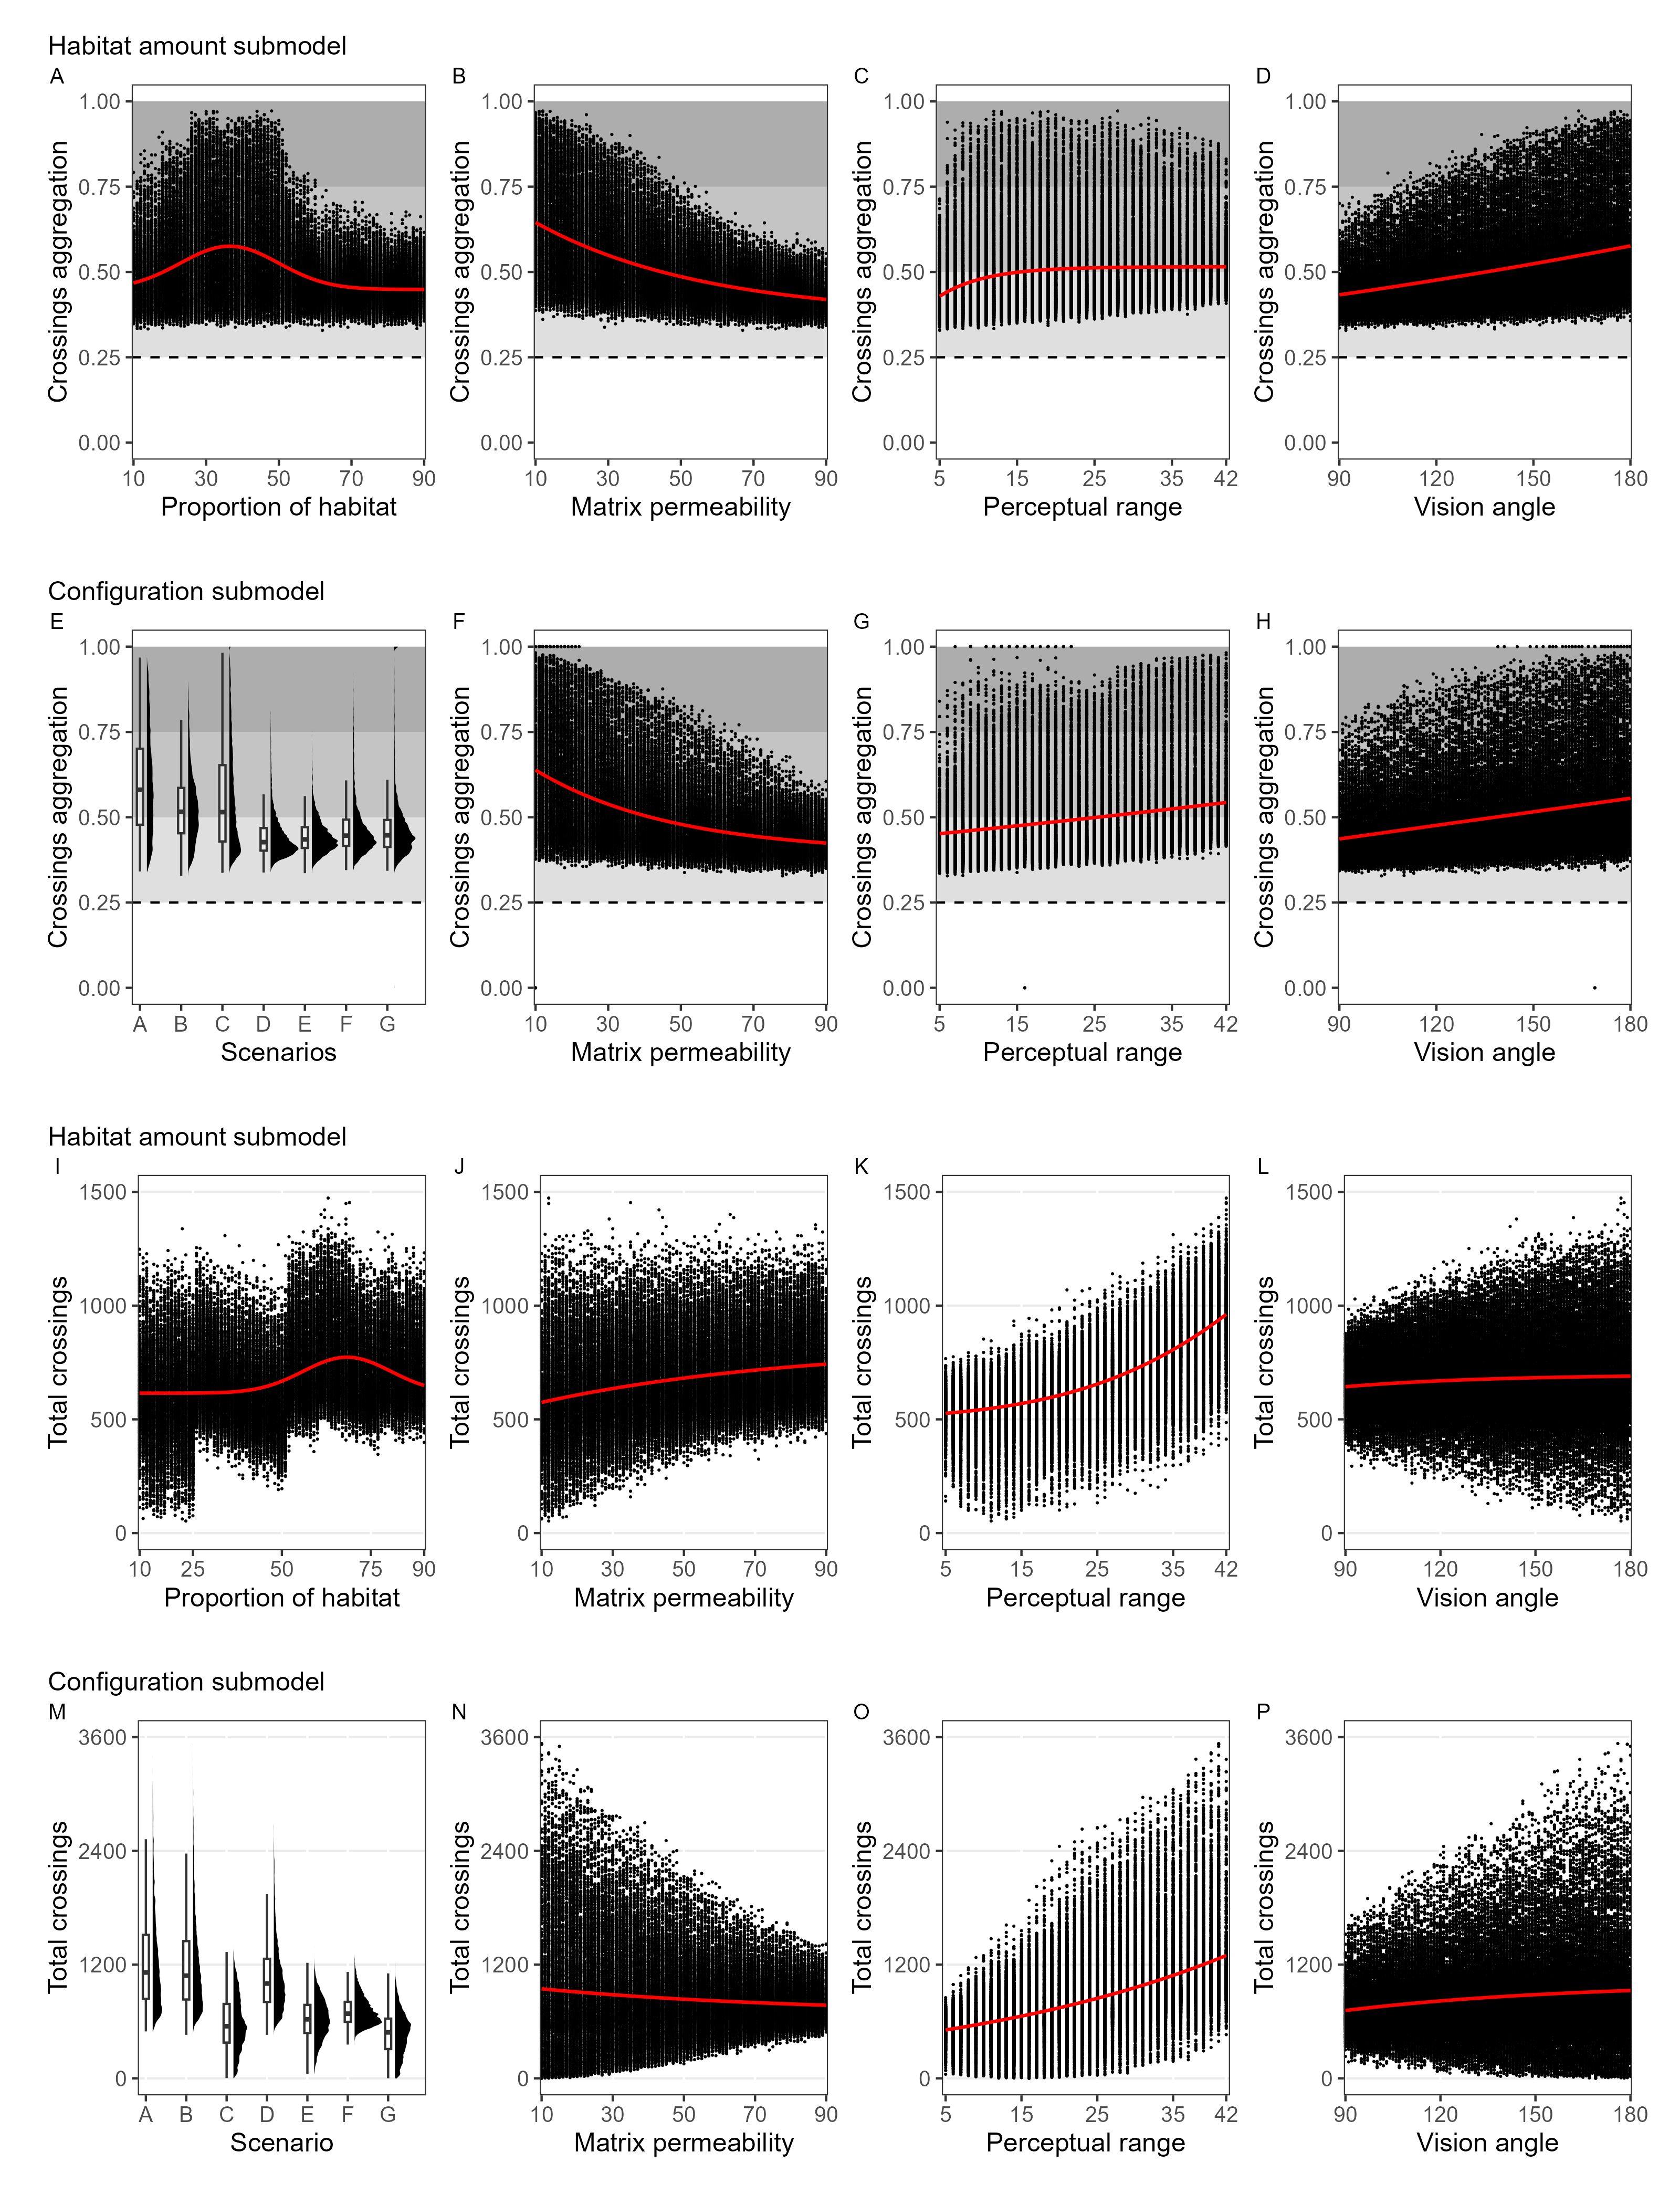 Habitat amount submodel
A B C D
1.00 1.00 1.00 1.00
0.75 0.75 0.75 0.75
0.50 0.50 0.50 0.50
0.25 0.25 0.25 0.25
0.00 0.00 0.00 0.00
Crossings aggregation Crossings aggregation Crossings aggregation Crossings aggregation
10 30 50 70 90 10 30 50 70 90 5 15 25 35 42 90 120 150 180
Proportion of habitat Matrix permeability Perceptual range Vision angle
Configuration submodel
E F G H
1.00 1.00 1.00 1.00
0.75 0.75 0.75 0.75
0.50 0.50 0.50 0.50
0.25 0.25 0.25 0.25
0.00 0.00 0.00 0.00
Crossings aggregation Crossings aggregation Crossings aggregation Crossings aggregation
A B C D E F G 10 30 50 70 90 5 15 25 35 42 90 120 150 180
Scenarios Matrix permeability Perceptual range Vision angle
Habitat amount submodel
I J K L
1500 1500 1500 1500
1000 1000 1000 1000
500 500 500 500
0 0 0 0
Total crossings Total crossings Total crossings Total crossings
10 25 50 75 90 10 30 50 70 90 5 15 25 35 42 90 120 150 180
Proportion of habitat Matrix permeability Perceptual range Vision angle
Configuration submodel
M N O P
3600 3600 3600 3600
2400 2400 2400 2400
1200 1200 1200 1200
0 0 0 0
Total crossings Total crossings Total crossings Total crossings
A B C D E F G 10 30 50 70 90 5 15 25 35 42 90 120 150 180
Scenario Matrix permeability Perceptual range Vision angle